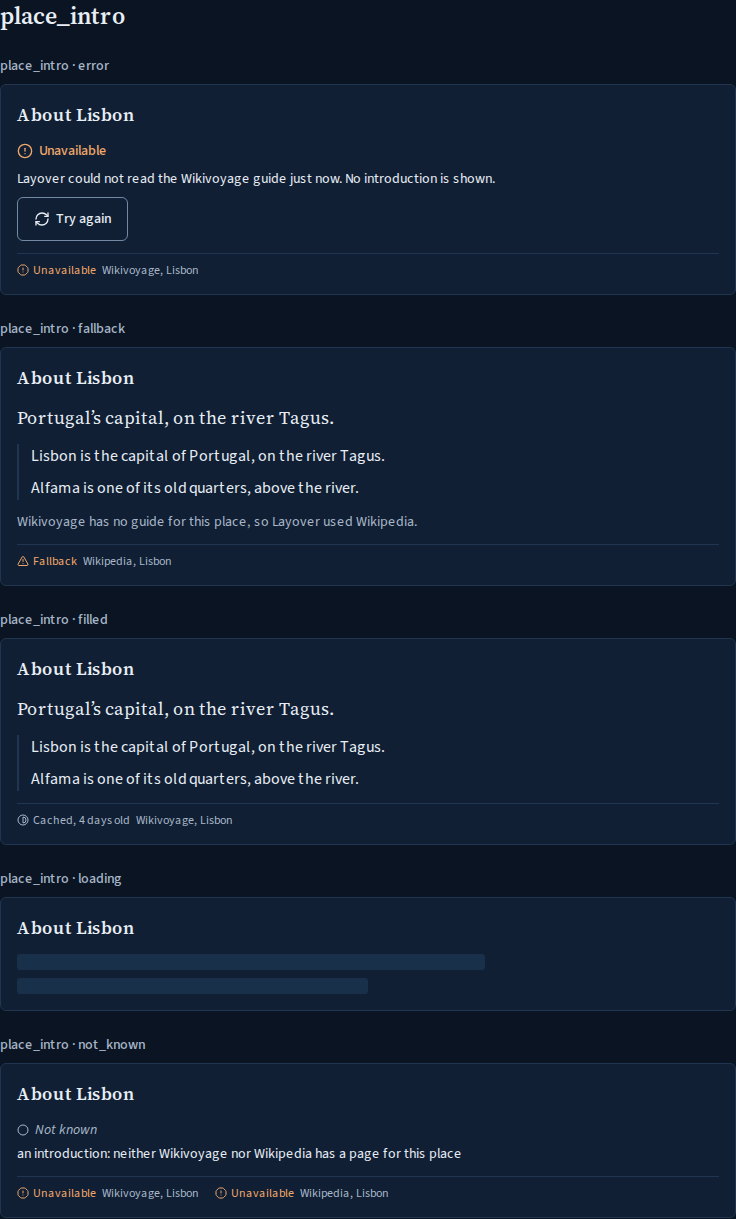 place_intro
place_intro · error
About Lisbon
Unavailable
Layover could not read the Wikivoyage guide just now. No introduction is shown.
Try again
Unavailable Wikivoyage, Lisbon
place_intro · fallback
About Lisbon
Portugal’s capital, on the river Tagus.
Lisbon is the capital of Portugal, on the river Tagus.
Alfama is one of its old quarters, above the river.
Wikivoyage has no guide for this place, so Layover used Wikipedia.
Fallback Wikipedia, Lisbon
place_intro · filled
About Lisbon
Portugal’s capital, on the river Tagus.
Lisbon is the capital of Portugal, on the river Tagus.
Alfama is one of its old quarters, above the river.
Cached, 4 days old Wikivoyage, Lisbon
place_intro · loading
About Lisbon
place_intro · not_known
About Lisbon
Not known
an introduction: neither Wikivoyage nor Wikipedia has a page for this place
Unavailable Wikivoyage, Lisbon Unavailable Wikipedia, Lisbon